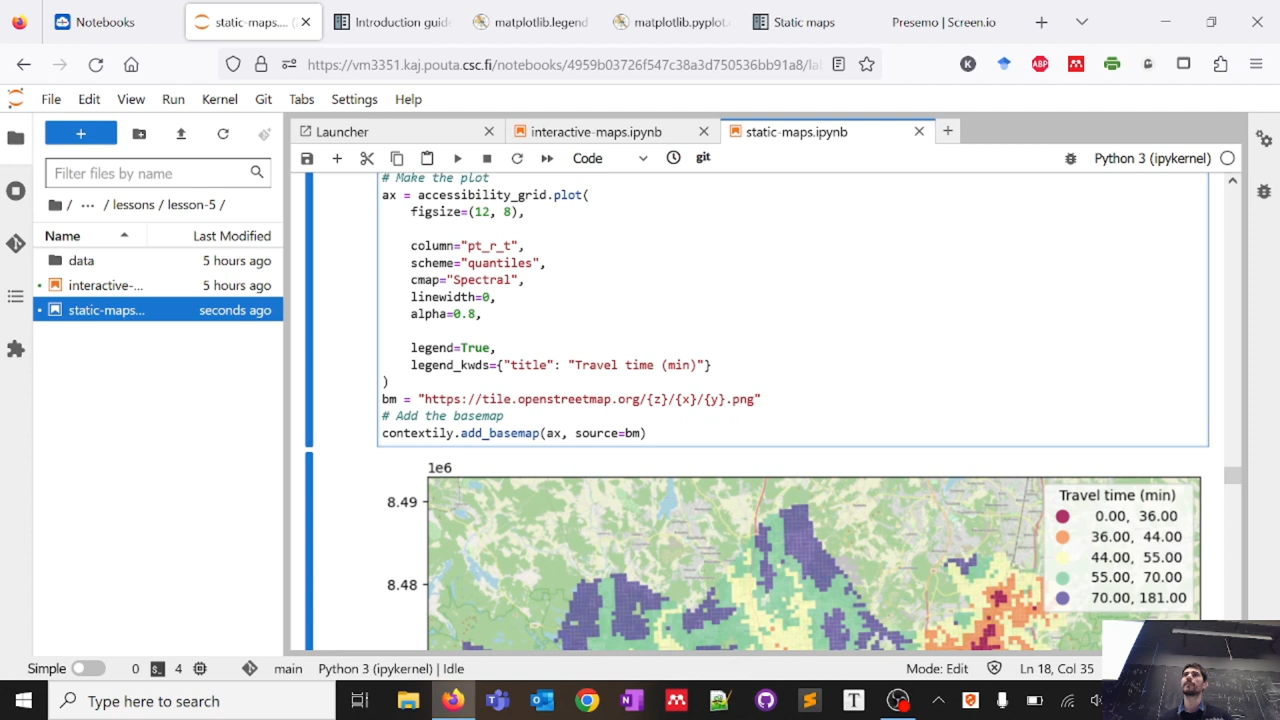 Notebooks
static-maps.... (
Introduction guid
matplotlib.legend
matplotlib.pyplot.
Static maps
Presemo | Screen.io
https://vm3351.kaj.pouta.csc.fi/notebooks/4959b03726f547c38a3d750536bb91a8/la
K
ABP
File Edit View Run Kernel Git Tabs Settings Help
Launcher
interactive-maps.ipynb
static-maps.ipynb
Filter files by name
Code
git
Python 3 (ipykernel)
/ ... / lessons / lesson-5 /
Name Last Modified
data 5 hours ago
interactive-... 5 hours ago
static-maps... seconds ago
# Make the plot
ax = accessibility_grid.plot(
figsize=(12, 8),
column="pt_r_t",
scheme="quantiles",
cmap="Spectral",
linewidth=0,
alpha=0.8,
legend=True,
legend_kwds={"title": "Travel time (min)"}
)
bm = "https://tile.openstreetmap.org/{z}/{x}/{y}.png"
# Add the basemap
contextily.add_basemap(ax, source=bm)
1e6
8.49
8.48
Travel time (min)
0.00, 36.00
36.00, 44.00
44.00, 55.00
55.00, 70.00
70.00, 181.00
Simple 0 4 main Python 3 (ipykernel) | Idle Mode: Edit Ln 18, Col 35
Type here to search
T